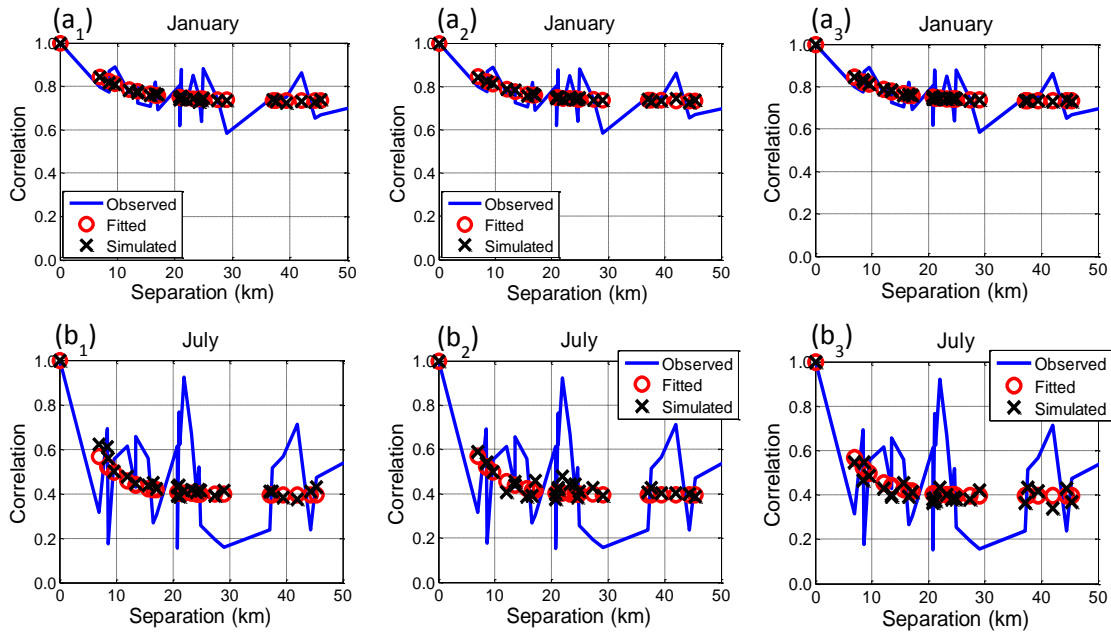 (a₁) January
1.0
0.8
0.6
0.4
0.2
0.0
Correlation
Observed
Fitted
Simulated
0 10 20 30 40 50
Separation (km)
(a₂) January
1.0
0.8
0.6
0.4
0.2
0.0
Correlation
Observed
Fitted
Simulated
0 10 20 30 40 50
Separation (km)
(a₃) January
1.0
0.8
0.6
0.4
0.2
0.0
Correlation
0 10 20 30 40 50
Separation (km)
(b₁) July
1.0
0.8
0.6
0.4
0.2
0.0
Correlation
0 10 20 30 40 50
Separation (km)
(b₂) July
Observed
Fitted
Simulated
1.0
0.8
0.6
0.4
0.2
0.0
Correlation
0 10 20 30 40 50
Separation (km)
(b₃) July
Observed
Fitted
Simulated
1.0
0.8
0.6
0.4
0.2
0.0
Correlation
0 10 20 30 40 50
Separation (km)